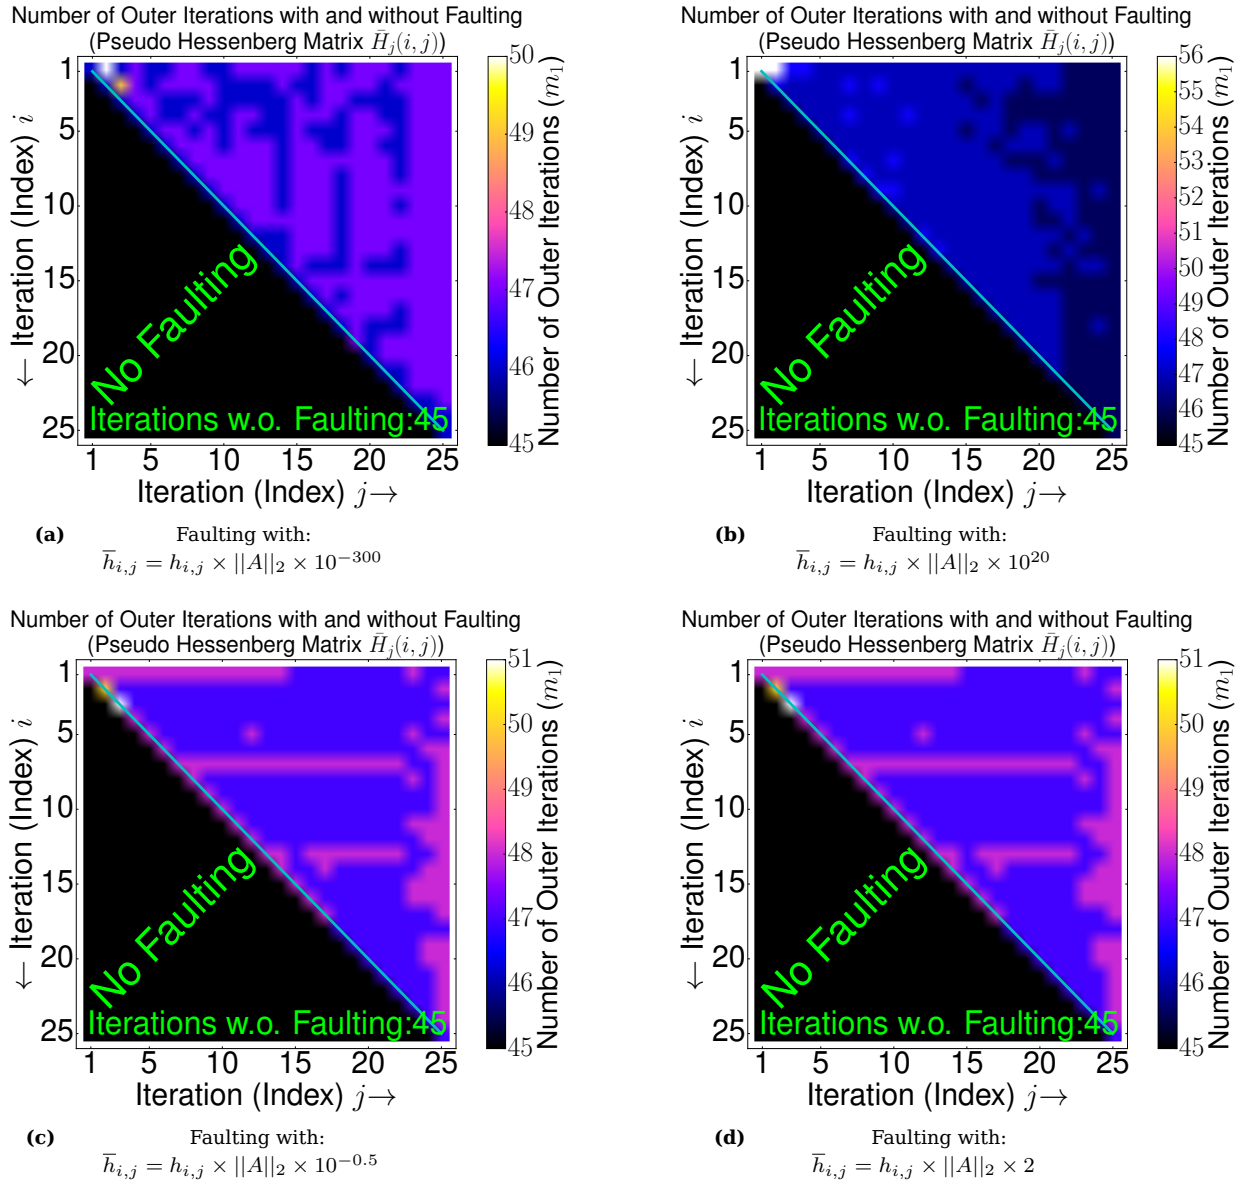 Number of Outer Iterations with and without Faulting
(Pseudo Hessenberg Matrix H̄_j(i, j))
1
5
10
15
20
25
← Iteration (Index) i
No Faulting
Iterations w.o. Faulting:45
1 5 10 15 20 25
Iteration (Index) j→
50
49
48
47
46
45
Number of Outer Iterations (m₁)
(a) Faulting with:
h̄_{i,j} = h_{i,j} × ||A||₂ × 10^{−300}
Number of Outer Iterations with and without Faulting
(Pseudo Hessenberg Matrix H̄_j(i, j))
1
5
10
15
20
25
← Iteration (Index) i
No Faulting
Iterations w.o. Faulting:45
1 5 10 15 20 25
Iteration (Index) j→
56
55
54
53
52
51
50
49
48
47
46
45
Number of Outer Iterations (m₁)
(b) Faulting with:
h̄_{i,j} = h_{i,j} × ||A||₂ × 10^{20}
Number of Outer Iterations with and without Faulting
(Pseudo Hessenberg Matrix H̄_j(i, j))
1
5
10
15
20
25
← Iteration (Index) i
No Faulting
Iterations w.o. Faulting:45
1 5 10 15 20 25
Iteration (Index) j→
51
50
49
48
47
46
45
Number of Outer Iterations (m₁)
(c) Faulting with:
h̄_{i,j} = h_{i,j} × ||A||₂ × 10^{−0.5}
Number of Outer Iterations with and without Faulting
(Pseudo Hessenberg Matrix H̄_j(i, j))
1
5
10
15
20
25
← Iteration (Index) i
No Faulting
Iterations w.o. Faulting:45
1 5 10 15 20 25
Iteration (Index) j→
51
50
49
48
47
46
45
Number of Outer Iterations (m₁)
(d) Faulting with:
h̄_{i,j} = h_{i,j} × ||A||₂ × 2